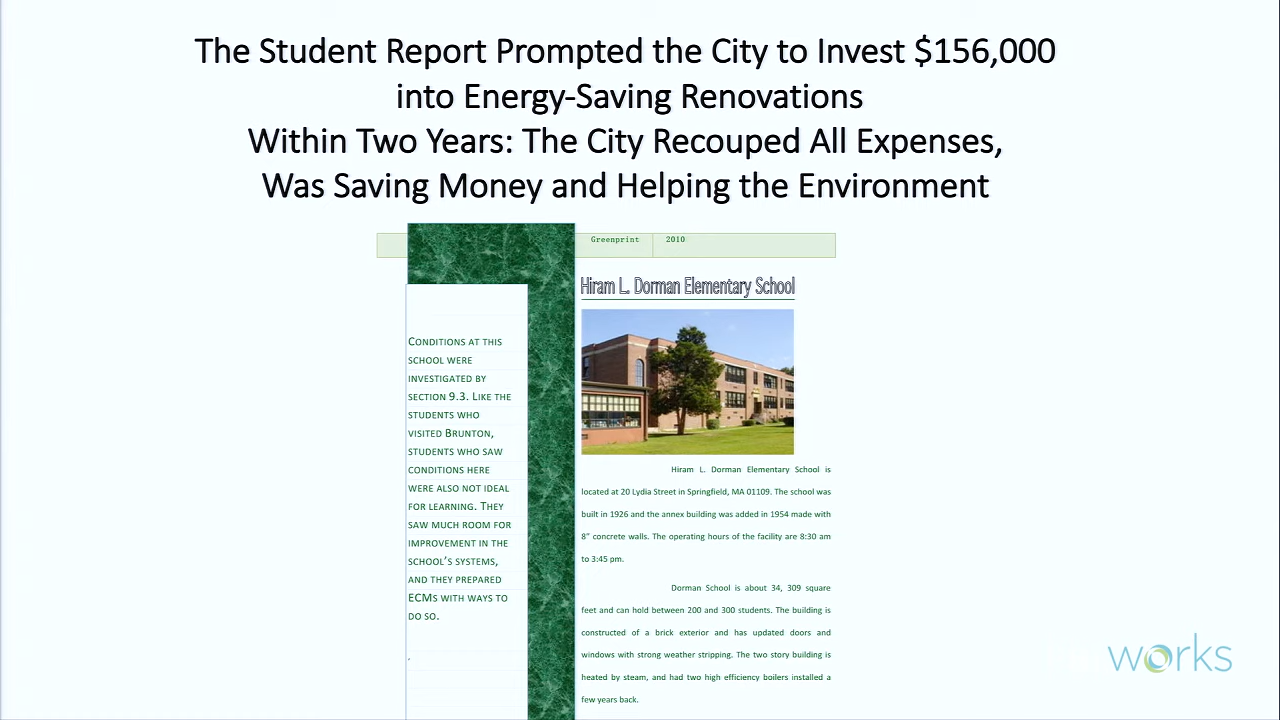 The Student Report Prompted the City to Invest $156,000
into Energy-Saving Renovations
Within Two Years: The City Recouped All Expenses,
Was Saving Money and Helping the Environment
Greenprint 2010
Hiram L. Dorman Elementary School
CONDITIONS AT THIS
SCHOOL WERE
INVESTIGATED BY
SECTION 9.3. LIKE THE
STUDENTS WHO
VISITED BRUNTON,
STUDENTS WHO SAW
CONDITIONS HERE
WERE ALSO NOT IDEAL
FOR LEARNING. THEY
SAW MUCH ROOM FOR
IMPROVEMENT IN THE
SCHOOL'S SYSTEMS,
AND THEY PREPARED
ECMS WITH WAYS TO
DO SO.
Hiram L. Dorman Elementary School is
located at 20 Lydia Street in Springfield, MA 01109. The school was
built in 1926 and the annex building was added in 1954 made with
8" concrete walls. The operating hours of the facility are 8:30 am
to 3:45 pm.
Dorman School is about 34, 309 square
feet and can hold between 200 and 300 students. The building is
constructed of a brick exterior and has updated doors and
windows with strong weather stripping. The two story building is
heated by steam, and had two high efficiency boilers installed a
few years back.
works